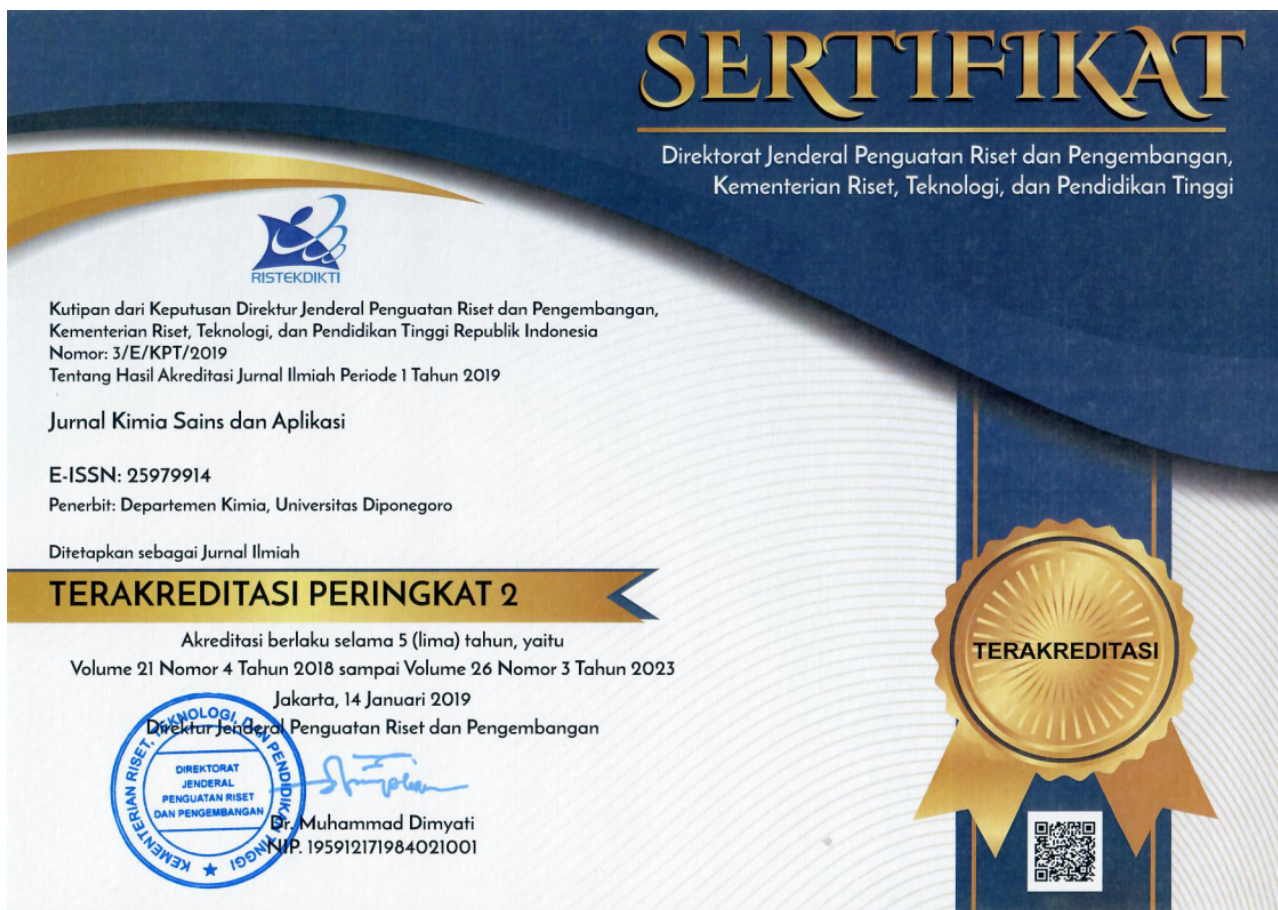 SERTIFIKAT
Direktorat Jenderal Penguatan Riset dan Pengembangan,
Kementerian Riset, Teknologi, dan Pendidikan Tinggi
RISTEKDIKTI
Kutipan dari Keputusan Direktur Jenderal Penguatan Riset dan Pengembangan,
Kementerian Riset, Teknologi, dan Pendidikan Tinggi Republik Indonesia
Nomor: 3/E/KPT/2019
Tentang Hasil Akreditasi Jurnal Ilmiah Periode 1 Tahun 2019
Jurnal Kimia Sains dan Aplikasi
E-ISSN: 25979914
Penerbit: Departemen Kimia, Universitas Diponegoro
Ditetapkan sebagai Jurnal Ilmiah
TERAKREDITASI PERINGKAT 2
Akreditasi berlaku selama 5 (lima) tahun, yaitu
Volume 21 Nomor 4 Tahun 2018 sampai Volume 26 Nomor 3 Tahun 2023
Jakarta, 14 Januari 2019
Direktur Jenderal Penguatan Riset dan Pengembangan
KEMENTERIAN RISET, TEKNOLOGI, DAN PENDIDIKAN TINGGI
DIREKTORAT
JENDERAL
PENGUATAN RISET
DAN PENGEMBANGAN
Dr. Muhammad Dimyati
NIP. 195912171984021001
TERAKREDITASI